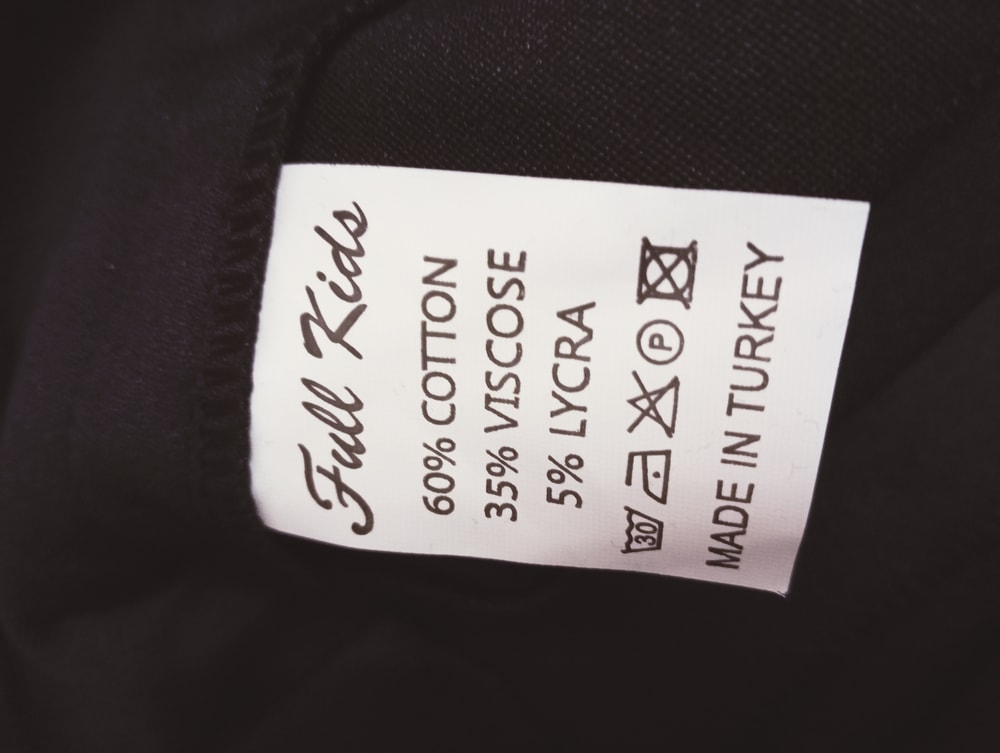 Full Kids
60% COTTON
35% VISCOSE
5% LYCRA
30 P
MADE IN TURKEY